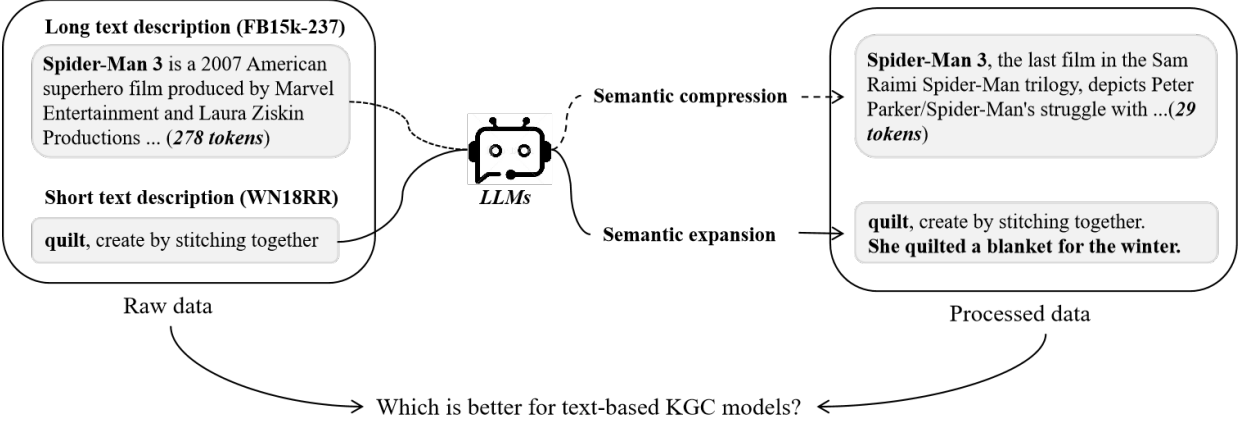 Long text description (FB15k-237)
Spider-Man 3 is a 2007 American
superhero film produced by Marvel
Entertainment and Laura Ziskin
Productions ... (278 tokens)
Short text description (WN18RR)
quilt, create by stitching together
Raw data
LLMs
Semantic compression
Semantic expansion
Spider-Man 3, the last film in the Sam
Raimi Spider-Man trilogy, depicts Peter
Parker/Spider-Man's struggle with ...(29
tokens)
quilt, create by stitching together.
She quilted a blanket for the winter.
Processed data
Which is better for text-based KGC models?